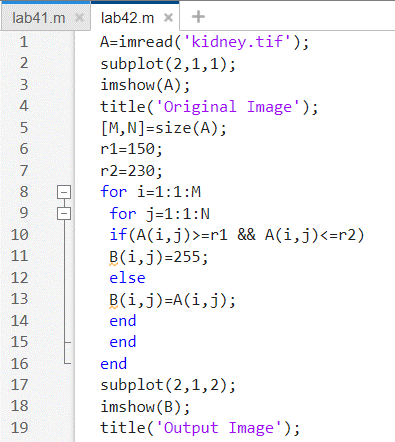 lab41.m × lab42.m × +
1 A=imread('kidney.tif');
2 subplot(2,1,1);
3 imshow(A);
4 title('Original Image');
5 [M,N]=size(A);
6 r1=150;
7 r2=230;
8 for i=1:1:M
9 for j=1:1:N
10 if(A(i,j)>=r1 && A(i,j)<=r2)
11 B(i,j)=255;
12 else
13 B(i,j)=A(i,j);
14 end
15 end
16 end
17 subplot(2,1,2);
18 imshow(B);
19 title('Output Image');